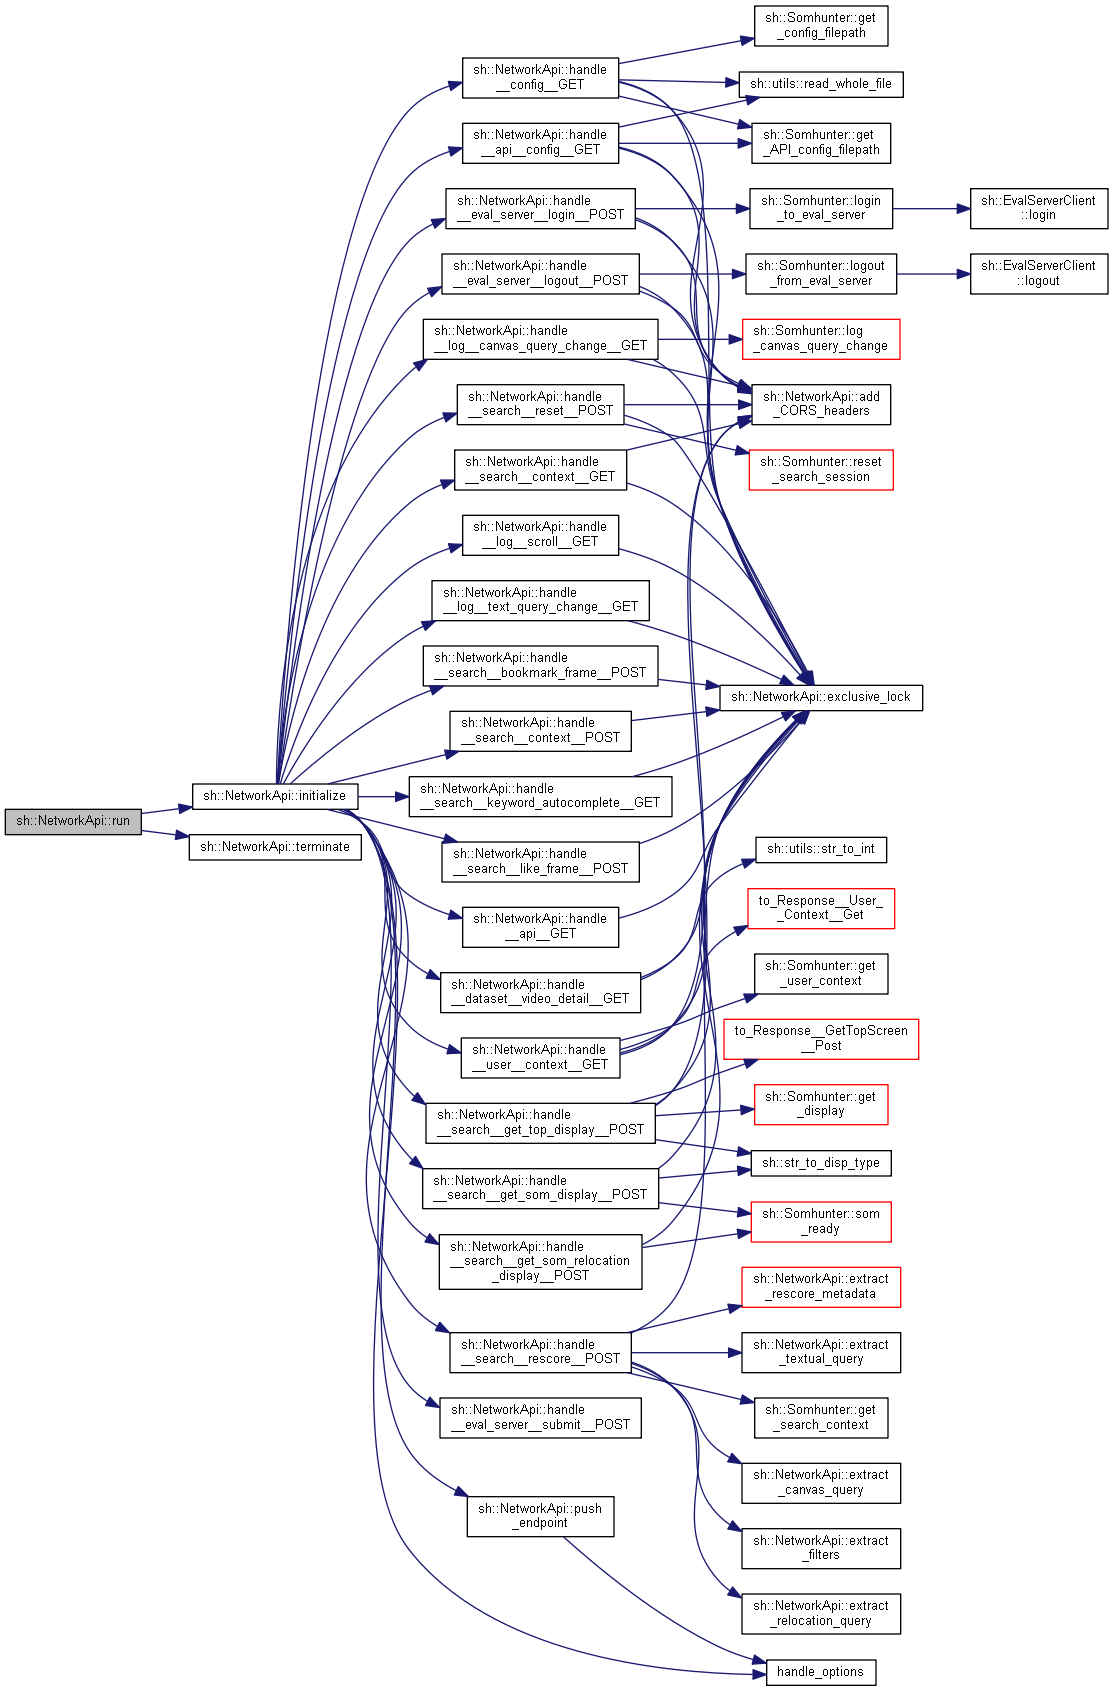 sh::NetworkApi::run
sh::NetworkApi::initialize
sh::NetworkApi::terminate
sh::NetworkApi::handle
__config__GET
sh::NetworkApi::handle
__api__config__GET
sh::NetworkApi::handle
__eval_server__login__POST
sh::NetworkApi::handle
__eval_server__logout__POST
sh::NetworkApi::handle
__log__canvas_query_change__GET
sh::NetworkApi::handle
__search__reset__POST
sh::NetworkApi::handle
__search__context__GET
sh::NetworkApi::handle
__log__scroll__GET
sh::NetworkApi::handle
__log__text_query_change__GET
sh::NetworkApi::handle
__search__bookmark_frame__POST
sh::NetworkApi::handle
__search__context__POST
sh::NetworkApi::handle
__search__keyword_autocomplete__GET
sh::NetworkApi::handle
__search__like_frame__POST
sh::NetworkApi::handle
__api__GET
sh::NetworkApi::handle
__dataset__video_detail__GET
sh::NetworkApi::handle
__user__context__GET
sh::NetworkApi::handle
__search__get_top_display__POST
sh::NetworkApi::handle
__search__get_som_display__POST
sh::NetworkApi::handle
__search__get_som_relocation
_display__POST
sh::NetworkApi::handle
__search__rescore__POST
sh::NetworkApi::handle
__eval_server__submit__POST
sh::NetworkApi::push
_endpoint
sh::Somhunter::get
_config_filepath
sh::utils::read_whole_file
sh::Somhunter::get
_API_config_filepath
sh::Somhunter::login
_to_eval_server
sh::Somhunter::logout
_from_eval_server
sh::Somhunter::log
_canvas_query_change
sh::NetworkApi::add
_CORS_headers
sh::Somhunter::reset
_search_session
sh::NetworkApi::exclusive_lock
sh::utils::str_to_int
to_Response__User_
_Context__Get
sh::Somhunter::get
_user_context
to_Response__GetTopScreen
__Post
sh::Somhunter::get
_display
sh::str_to_disp_type
sh::Somhunter::som
_ready
sh::NetworkApi::extract
_rescore_metadata
sh::NetworkApi::extract
_textual_query
sh::Somhunter::get
_search_context
sh::NetworkApi::extract
_canvas_query
sh::NetworkApi::extract
_filters
sh::NetworkApi::extract
_relocation_query
handle_options
sh::EvalServerClient
::login
sh::EvalServerClient
::logout